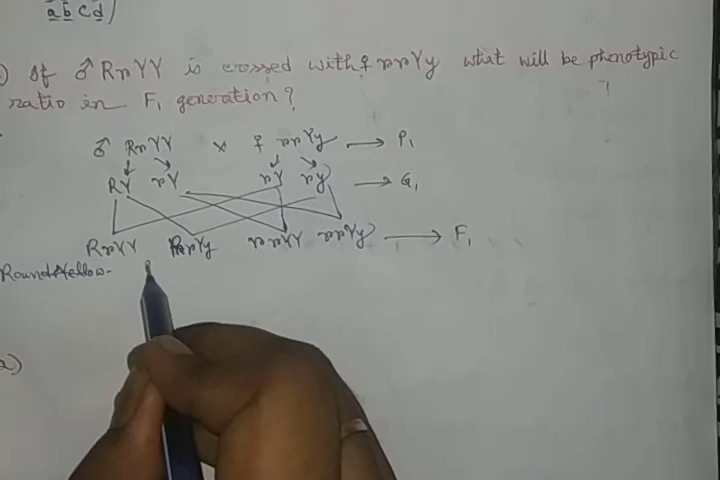 a b C d)
) If ♂ RrYY is crossed with ♀ rrYy what will be phenotypic
ratio in F₁ generation?
♂ RrYY x ♀ rrYy → P₁
RY rY rY ry → G₁
RrYY RrYy rrYY rrYy → F₁
Round Yellow-
a)